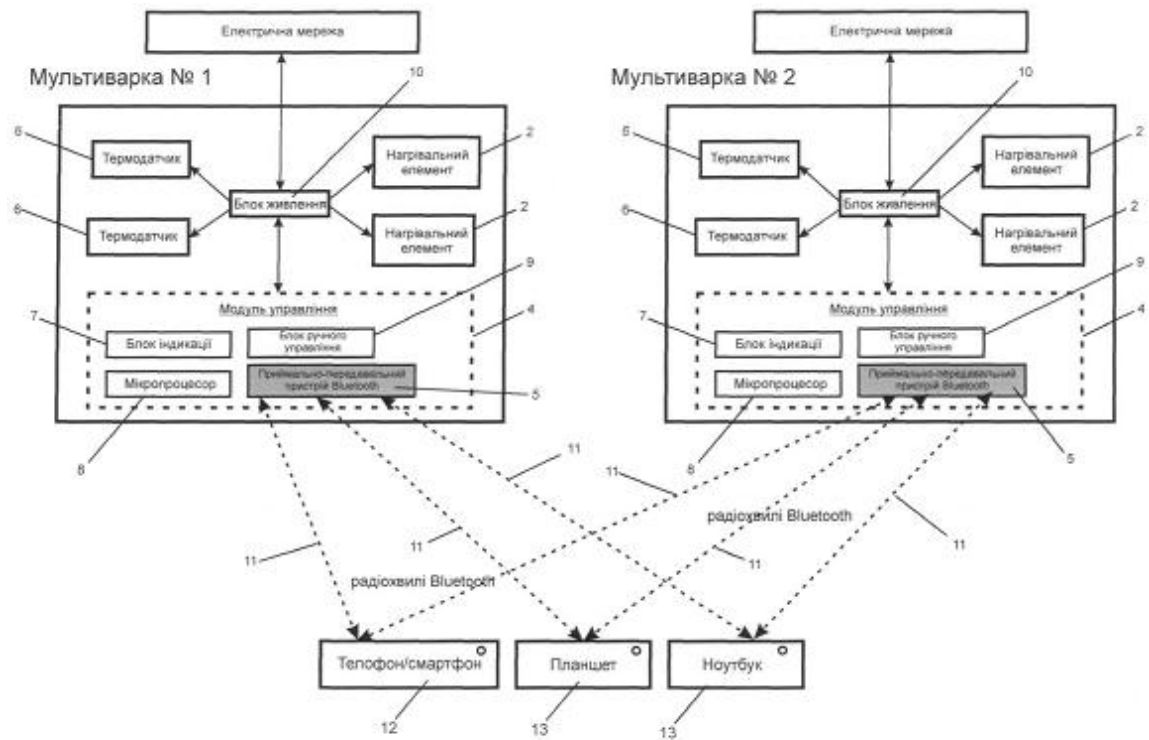 Електрична мережа
Електрична мережа
Мультиварка № 1
10
Мультиварка № 2
10
6
Термодатчик
Нагрівальний
елемент
2
6
Термодатчик
Нагрівальний
елемент
2
Блок живлення
Блок живлення
6
Термодатчик
Нагрівальний
елемент
2
6
Термодатчик
Нагрівальний
елемент
2
9
9
7
Модуль управління
4
7
Модуль управління
4
Блок індикації
Блок ручного
управління
Блок індикації
Блок ручного
управління
Мікропроцесор
Приймально-передавальний
пристрій Bluetooth
5
Мікропроцесор
Приймально-передавальний
пристрій Bluetooth
5
8
8
11
11
радіохвилі Bluetooth
11
11
11
11
радіохвилі Bluetooth
Телофон/смартфон
Планшет
Ноутбук
12
13
13